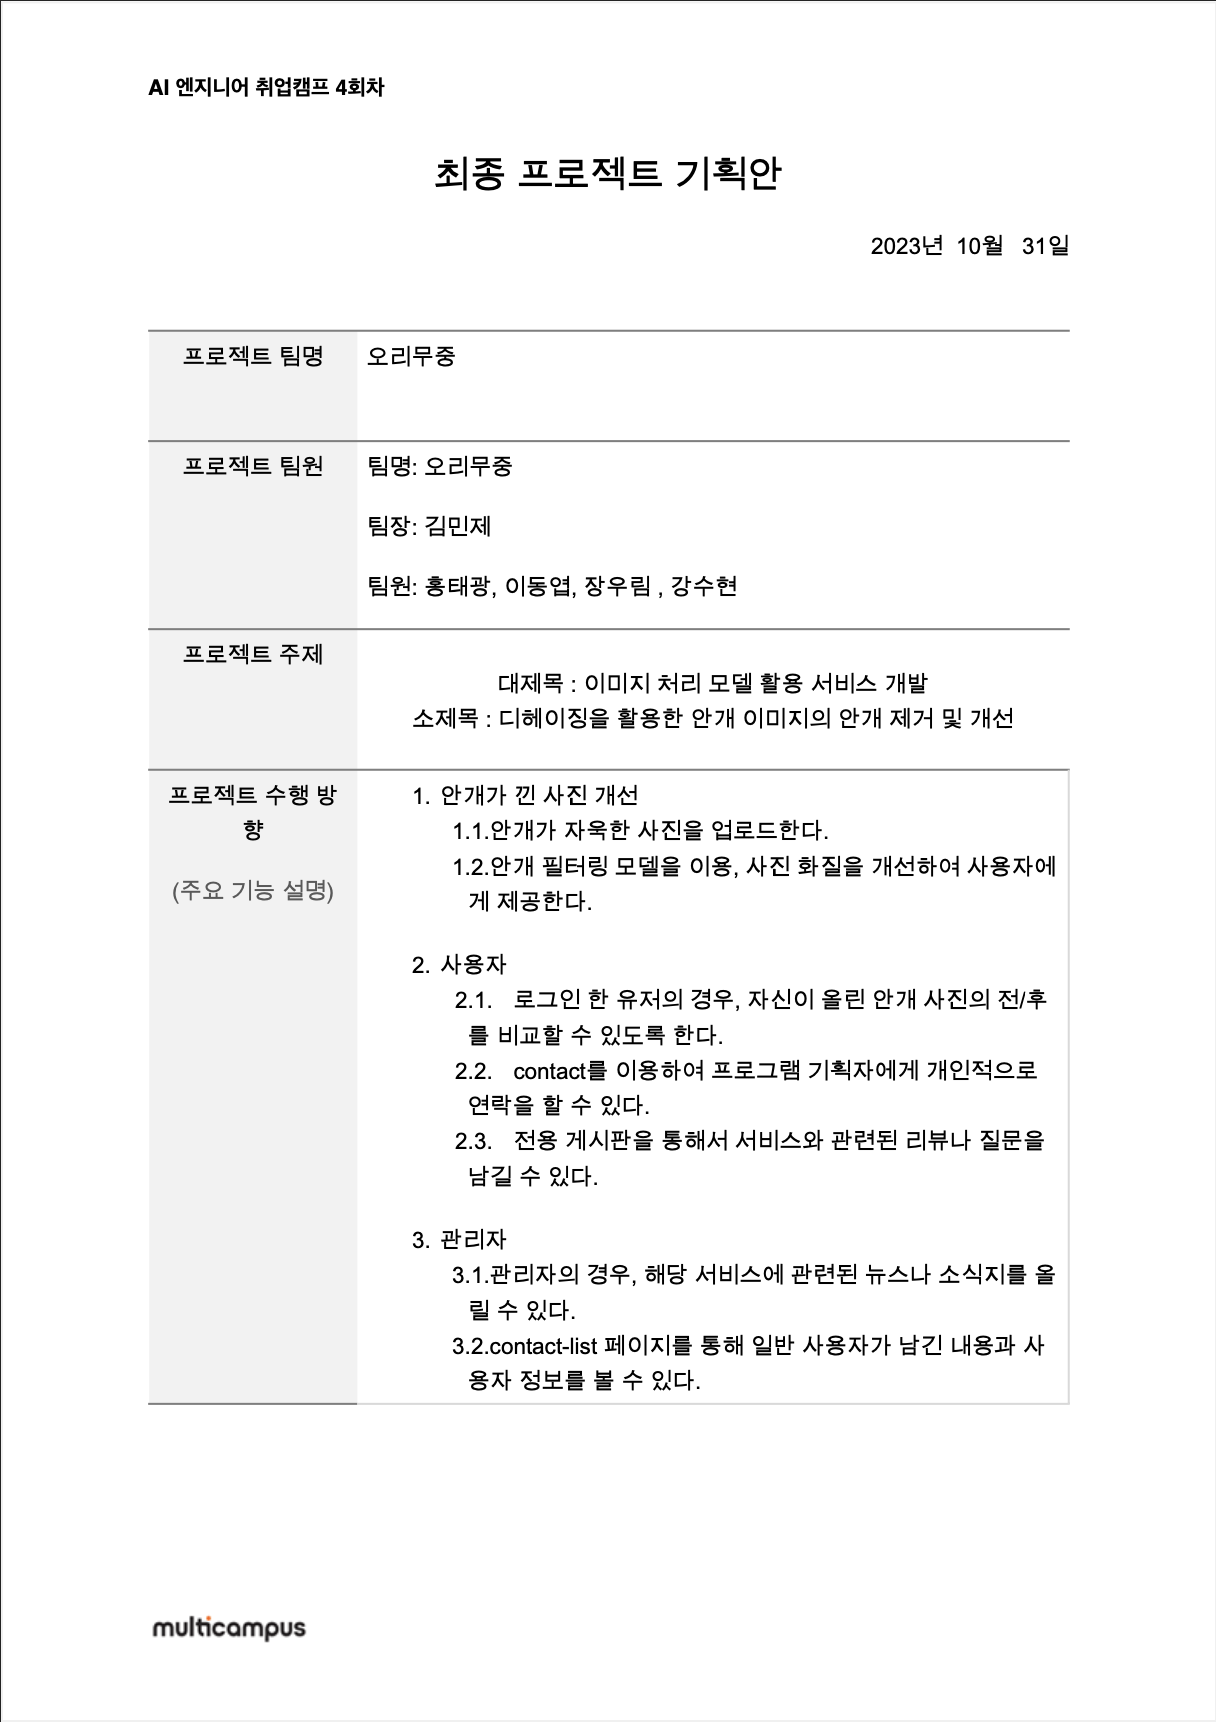 AI 엔지니어 취업캠프 4회차
최종 프로젝트 기획안
2023년 10월 31일
프로젝트 팀명
오리무중
프로젝트 팀원
팀명: 오리무중
팀장: 김민제
팀원: 홍태광, 이동엽, 장우림 , 강수현
프로젝트 주제
대제목 : 이미지 처리 모델 활용 서비스 개발
소제목 : 디헤이징을 활용한 안개 이미지의 안개 제거 및 개선
프로젝트 수행 방
향
(주요 기능 설명)
1. 안개가 낀 사진 개선
1.1.안개가 자욱한 사진을 업로드한다.
1.2.안개 필터링 모델을 이용, 사진 화질을 개선하여 사용자에
게 제공한다.
2. 사용자
2.1. 로그인 한 유저의 경우, 자신이 올린 안개 사진의 전/후
를 비교할 수 있도록 한다.
2.2. contact를 이용하여 프로그램 기획자에게 개인적으로
연락을 할 수 있다.
2.3. 전용 게시판을 통해서 서비스와 관련된 리뷰나 질문을
남길 수 있다.
3. 관리자
3.1.관리자의 경우, 해당 서비스에 관련된 뉴스나 소식지를 올
릴 수 있다.
3.2.contact-list 페이지를 통해 일반 사용자가 남긴 내용과 사
용자 정보를 볼 수 있다.
multicampus